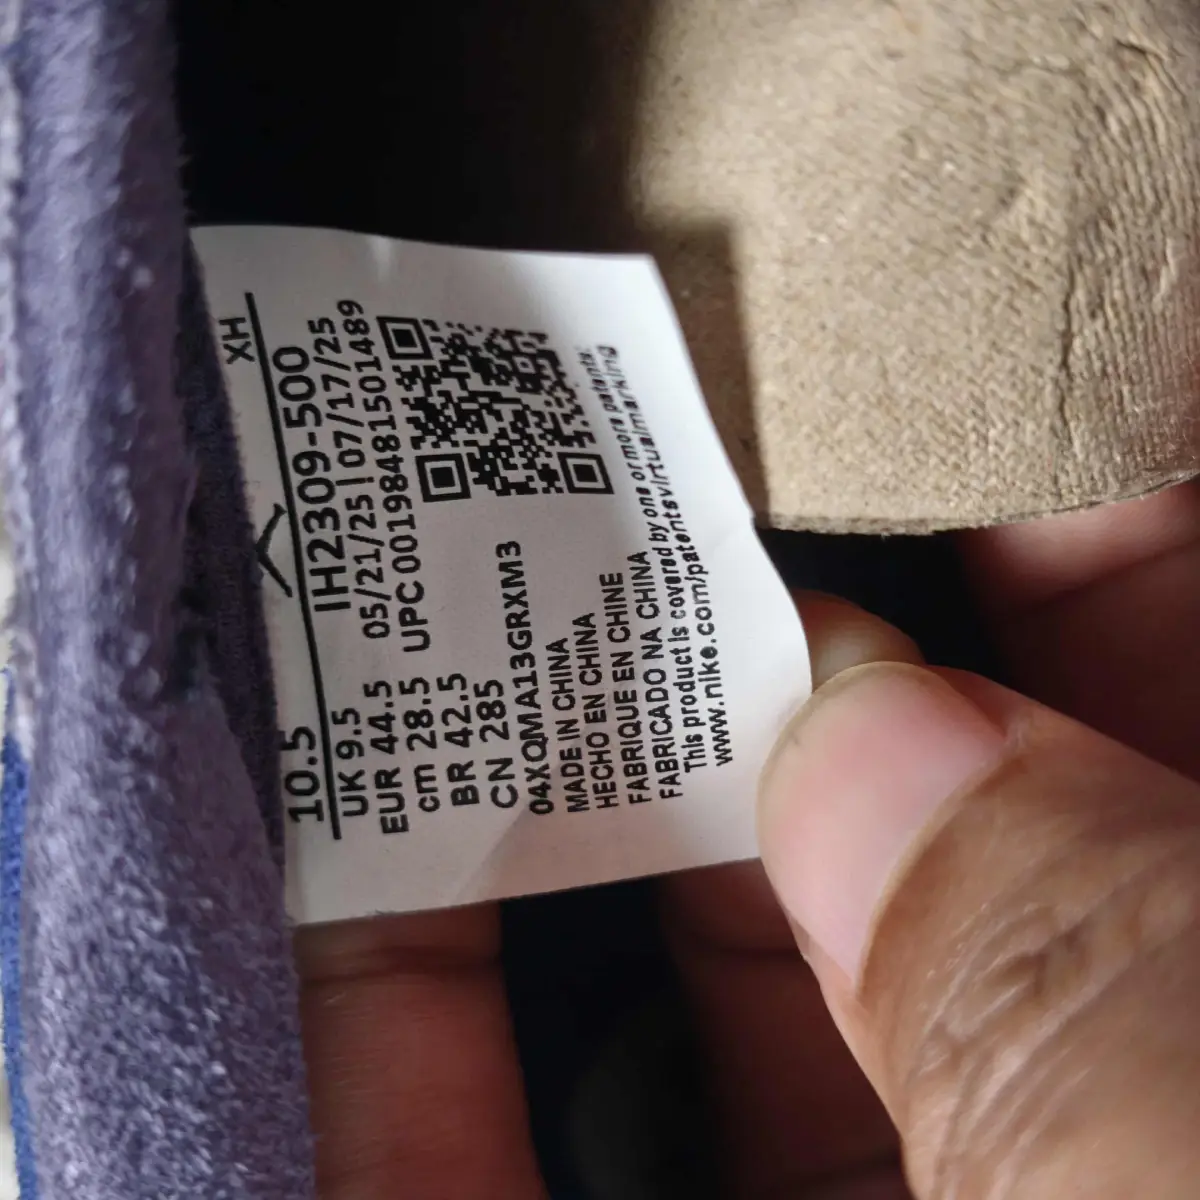 XH
10.5 IH2309-500
UK 9.5 05/21/25|07/17/25
EUR 44.5 UPC 00198481501489
cm 28.5
BR 42.5
CN 285
04XQMA13GRXM3
MADE IN CHINA
HECHO EN CHINA
FABRIQUE EN CHINE
FABRICADO NA CHINA
This product is covered by one or more patents:
www.nike.com/patentsvirtualmarking